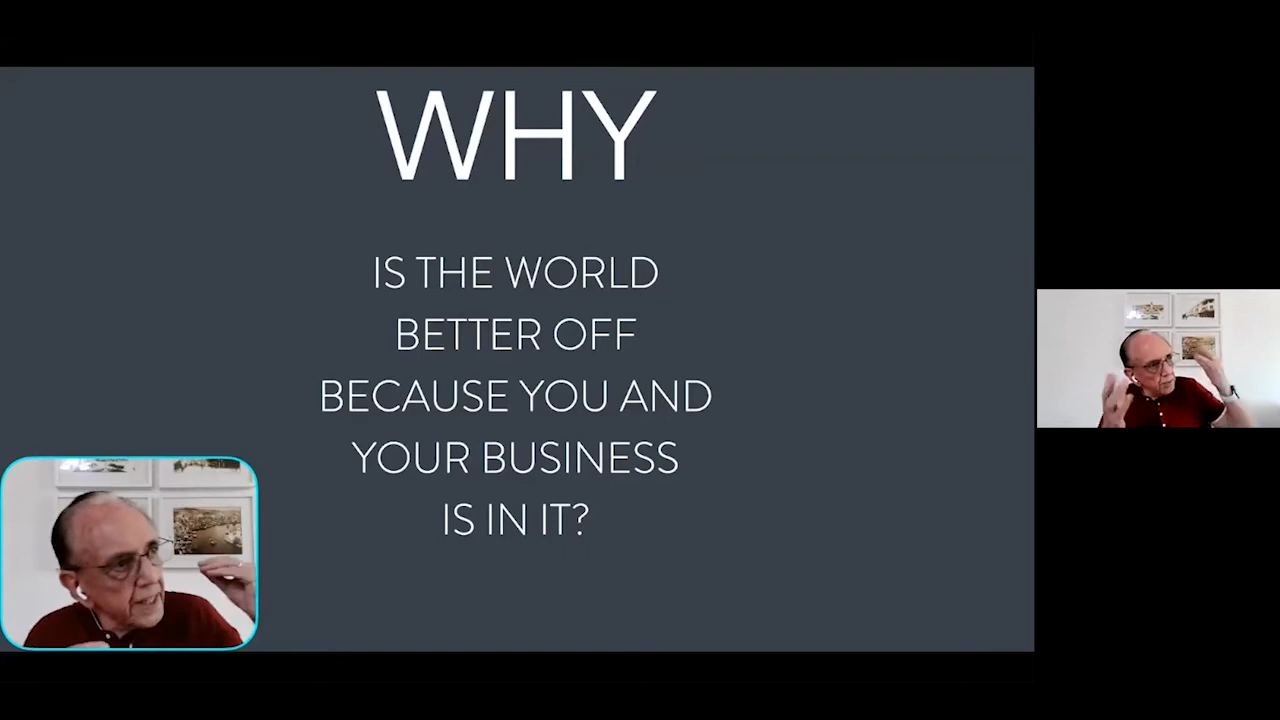 WHY
IS THE WORLD
BETTER OFF
BECAUSE YOU AND
YOUR BUSINESS
IS IN IT?